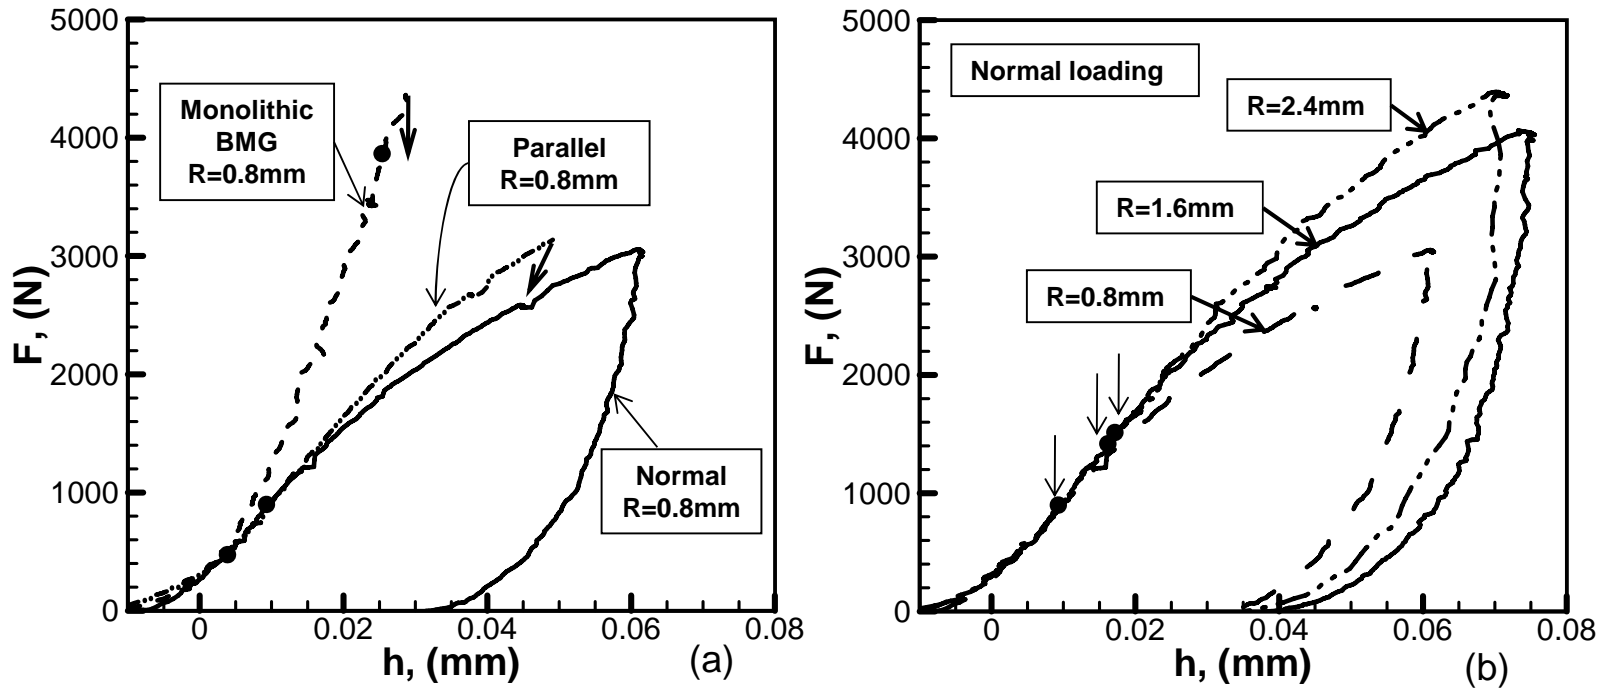 5000
4000
3000
2000
1000
0
F, (N)
Monolithic
BMG
R=0.8mm
Parallel
R=0.8mm
Normal
R=0.8mm
0
0.02
0.04
0.06
0.08
h, (mm)
(a)
5000
4000
3000
2000
1000
0
F, (N)
Normal loading
R=2.4mm
R=1.6mm
R=0.8mm
0
0.02
0.04
0.06
0.08
h, (mm)
(b)